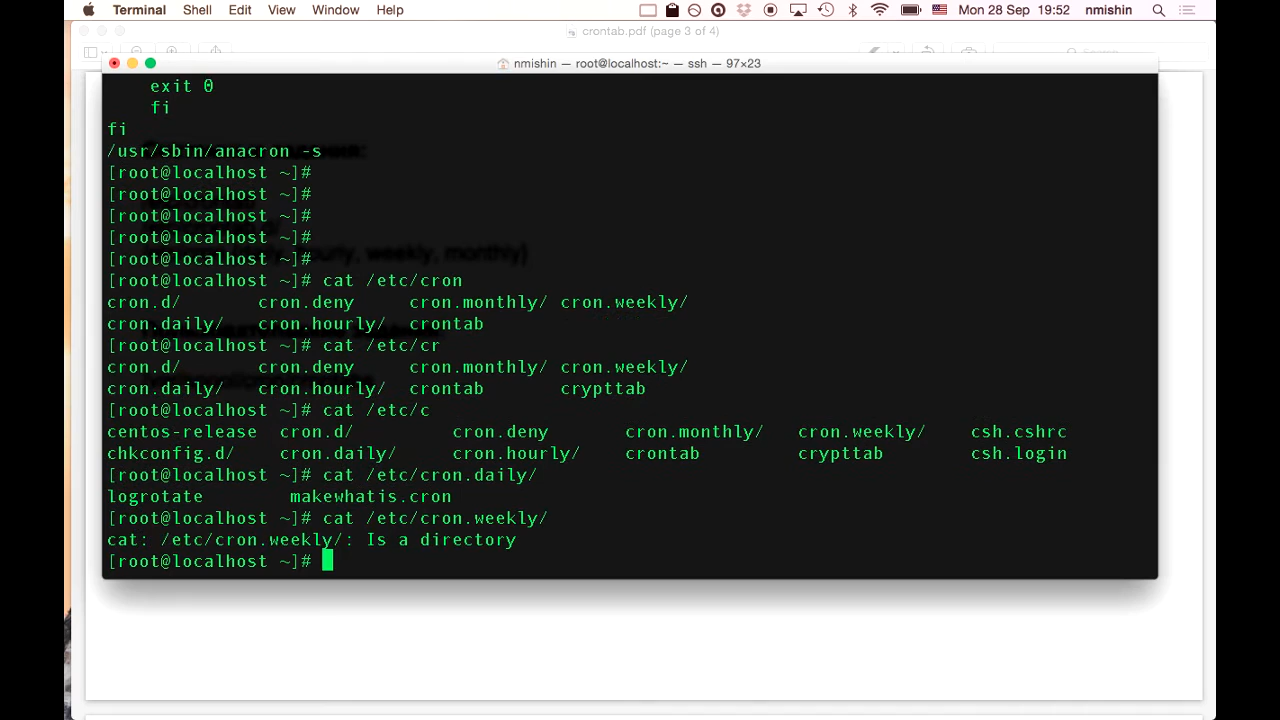 Terminal Shell Edit View Window Help Mon 28 Sep 19:52 nmishin
crontab.pdf (page 3 of 4)
nmishin — root@localhost:~ — ssh — 97×23
exit 0
fi
fi
/usr/sbin/anacron -s
[root@localhost ~]#
[root@localhost ~]#
[root@localhost ~]#
[root@localhost ~]#
[root@localhost ~]#
hourly, weekly, monthly}
[root@localhost ~]# cat /etc/cron
cron.d/ cron.deny cron.monthly/ cron.weekly/
cron.daily/ cron.hourly/ crontab
[root@localhost ~]# cat /etc/cr
cron.d/ cron.deny cron.monthly/ cron.weekly/
cron.daily/ cron.hourly/ crontab crypttab
[root@localhost ~]# cat /etc/c
centos-release cron.d/ cron.deny cron.monthly/ cron.weekly/ csh.cshrc
chkconfig.d/ cron.daily/ cron.hourly/ crontab crypttab csh.login
[root@localhost ~]# cat /etc/cron.daily/
logrotate makewhatis.cron
[root@localhost ~]# cat /etc/cron.weekly/
cat: /etc/cron.weekly/: Is a directory
[root@localhost ~]#